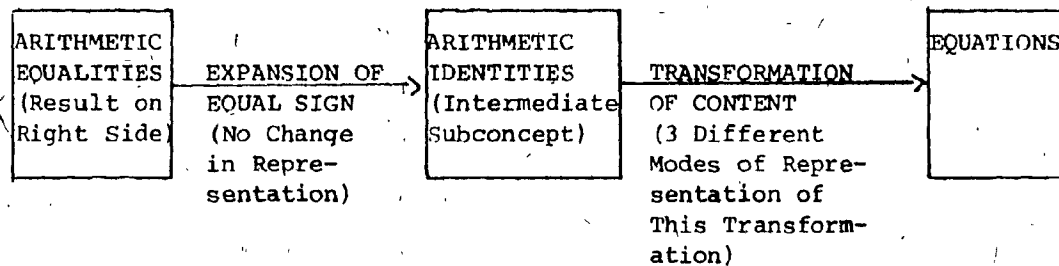 ARITHMETIC
EQUALITIES
(Result on
Right Side)
EXPANSION OF
EQUAL SIGN
(No Change
in Repre-
sentation)
ARITHMETIC
IDENTITIES
(Intermediate
Subconcept)
TRANSFORMATION
OF CONTENT
(3 Different
Modes of Repre-
sentation of
This Transform-
ation)
EQUATIONS